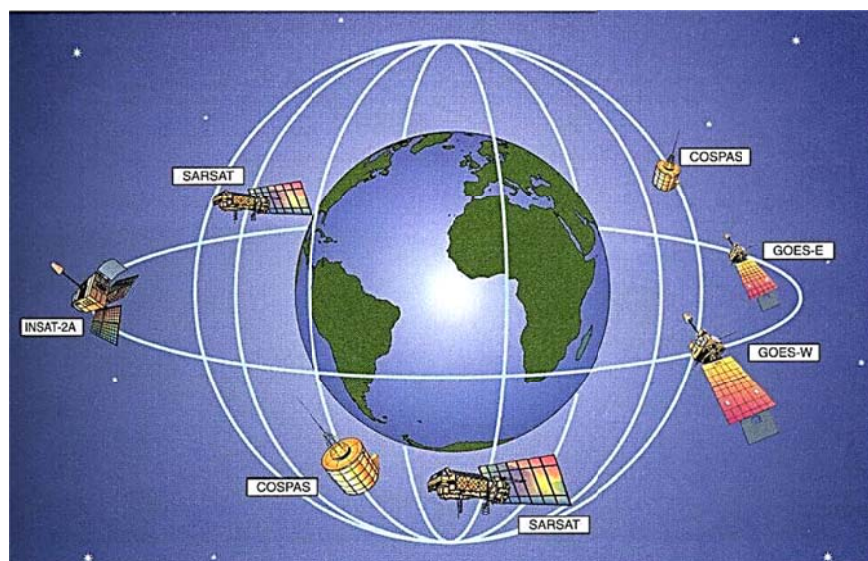 COSPAS
SARSAT
GOES-E
INSAT-2A
GOES-W
COSPAS
SARSAT